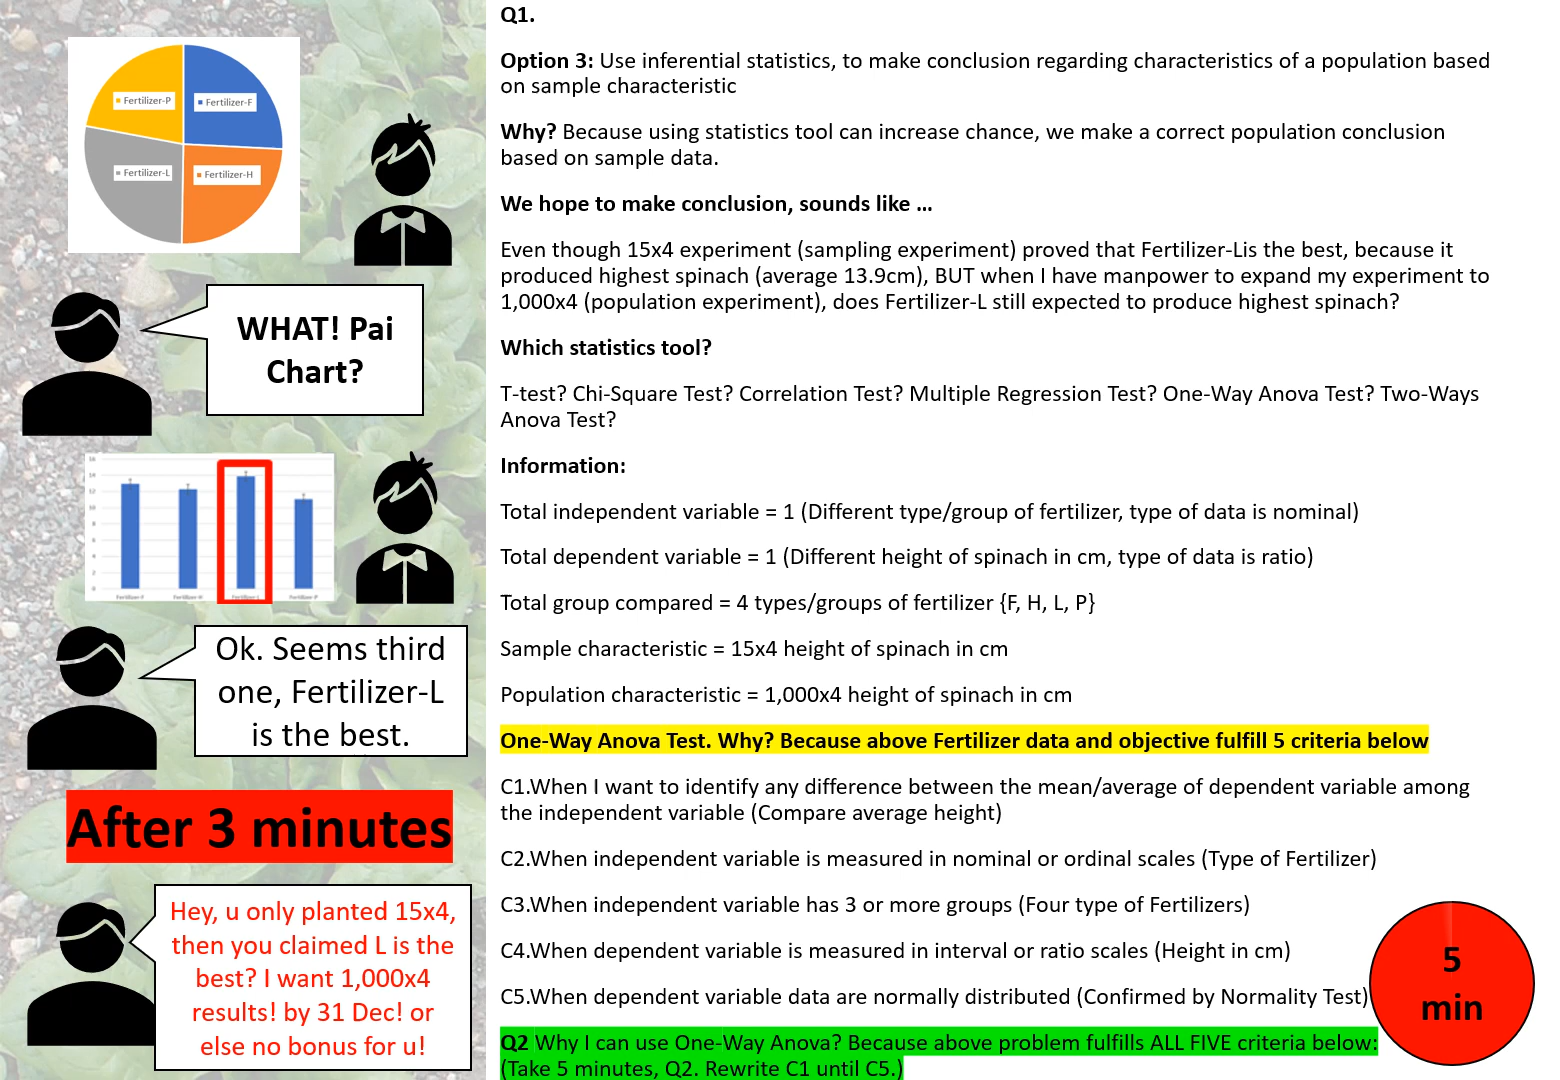 Fertilizer-P
Fertilizer-F
Fertilizer-L
Fertilizer-H
WHAT! Pai
Chart?
16
14
12
10
8
6
4
2
0
Fertilizer-F
Fertilizer-H
Fertilizer-L
Fertilizer-P
Ok. Seems third
one, Fertilizer-L
is the best.
After 3 minutes
Hey, u only planted 15x4,
then you claimed L is the
best? I want 1,000x4
results! by 31 Dec! or
else no bonus for u!
Q1.
Option 3: Use inferential statistics, to make conclusion regarding characteristics of a population based
on sample characteristic
Why? Because using statistics tool can increase chance, we make a correct population conclusion
based on sample data.
We hope to make conclusion, sounds like ...
Even though 15x4 experiment (sampling experiment) proved that Fertilizer-Lis the best, because it
produced highest spinach (average 13.9cm), BUT when I have manpower to expand my experiment to
1,000x4 (population experiment), does Fertilizer-L still expected to produce highest spinach?
Which statistics tool?
T-test? Chi-Square Test? Correlation Test? Multiple Regression Test? One-Way Anova Test? Two-Ways
Anova Test?
Information:
Total independent variable = 1 (Different type/group of fertilizer, type of data is nominal)
Total dependent variable = 1 (Different height of spinach in cm, type of data is ratio)
Total group compared = 4 types/groups of fertilizer {F, H, L, P}
Sample characteristic = 15x4 height of spinach in cm
Population characteristic = 1,000x4 height of spinach in cm
One-Way Anova Test. Why? Because above Fertilizer data and objective fulfill 5 criteria below
C1.When I want to identify any difference between the mean/average of dependent variable among
the independent variable (Compare average height)
C2.When independent variable is measured in nominal or ordinal scales (Type of Fertilizer)
C3.When independent variable has 3 or more groups (Four type of Fertilizers)
C4.When dependent variable is measured in interval or ratio scales (Height in cm)
C5.When dependent variable data are normally distributed (Confirmed by Normality Test)
Q2 Why I can use One-Way Anova? Because above problem fulfills ALL FIVE criteria below:
(Take 5 minutes, Q2. Rewrite C1 until C5.)
5
min